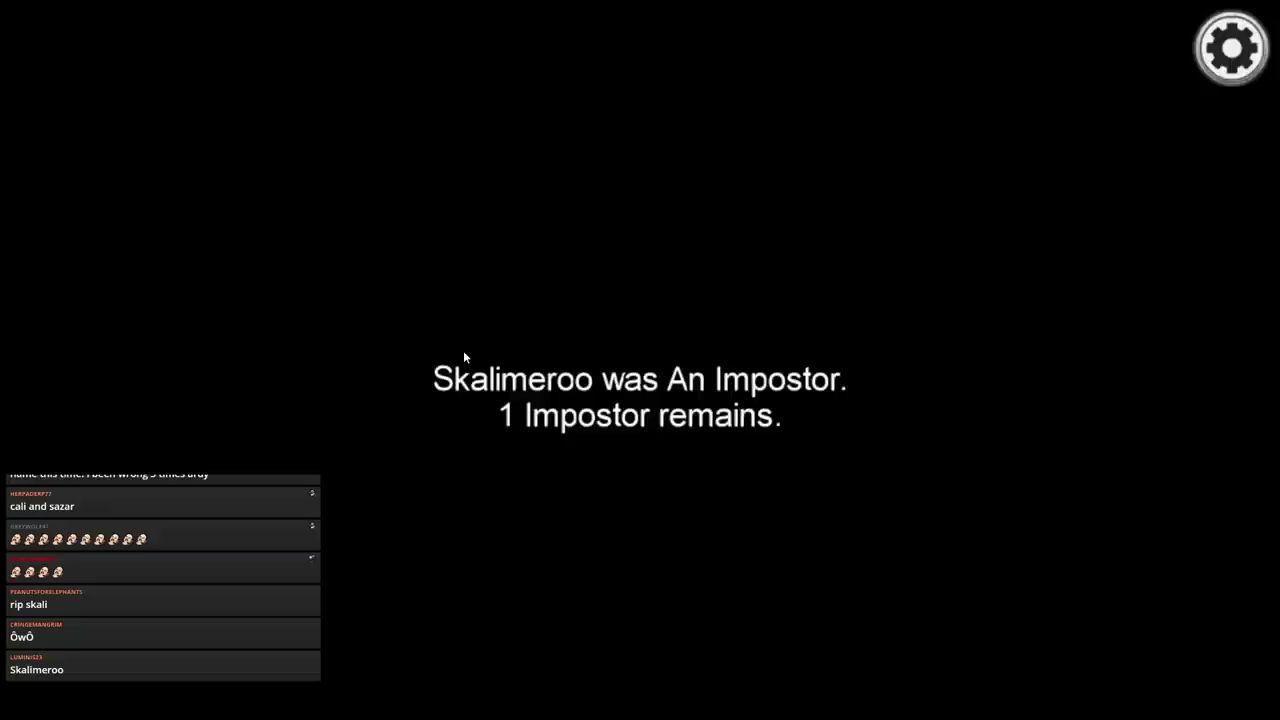 Skalimeroo was An Impostor.
1 Impostor remains.
HERPADERP77
cali and sazar
PEANUTSFORELEPHANTS
rip skali
CRINGEMANGRIM
ÔwÔ
LUMINIS23
Skalimeroo